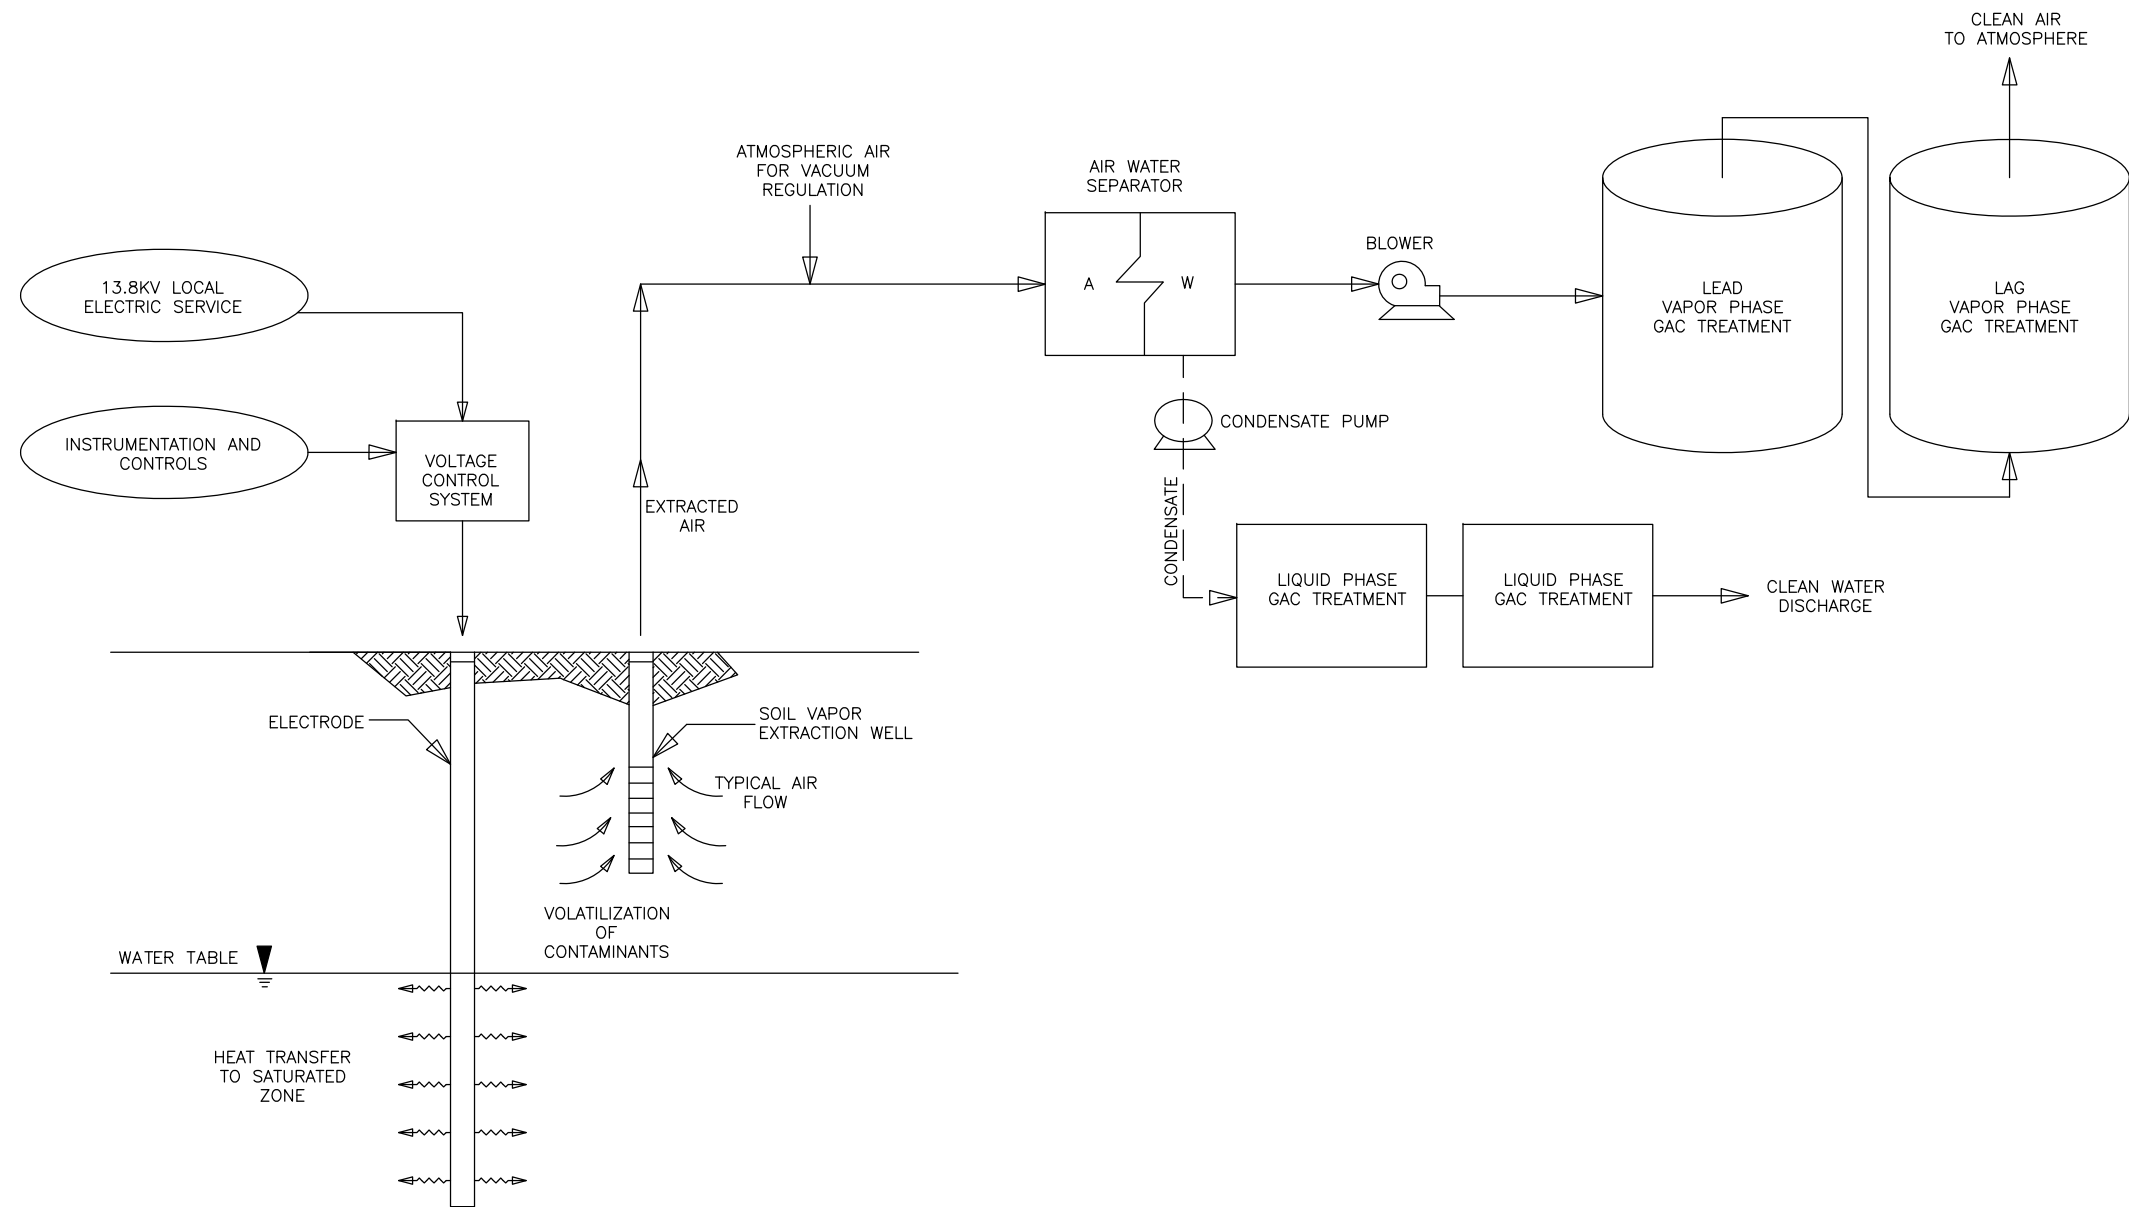 CLEAN AIR
TO ATMOSPHERE
ATMOSPHERIC AIR
FOR VACUUM
REGULATION
AIR WATER
SEPARATOR
A
W
BLOWER
13.8KV LOCAL
ELECTRIC SERVICE
LEAD
VAPOR PHASE
GAC TREATMENT
LAG
VAPOR PHASE
GAC TREATMENT
INSTRUMENTATION AND
CONTROLS
VOLTAGE
CONTROL
SYSTEM
CONDENSATE PUMP
EXTRACTED
AIR
CONDENSATE
LIQUID PHASE
GAC TREATMENT
LIQUID PHASE
GAC TREATMENT
CLEAN WATER
DISCHARGE
ELECTRODE
SOIL VAPOR
EXTRACTION WELL
TYPICAL AIR
FLOW
VOLATILIZATION
OF
CONTAMINANTS
WATER TABLE
HEAT TRANSFER
TO SATURATED
ZONE